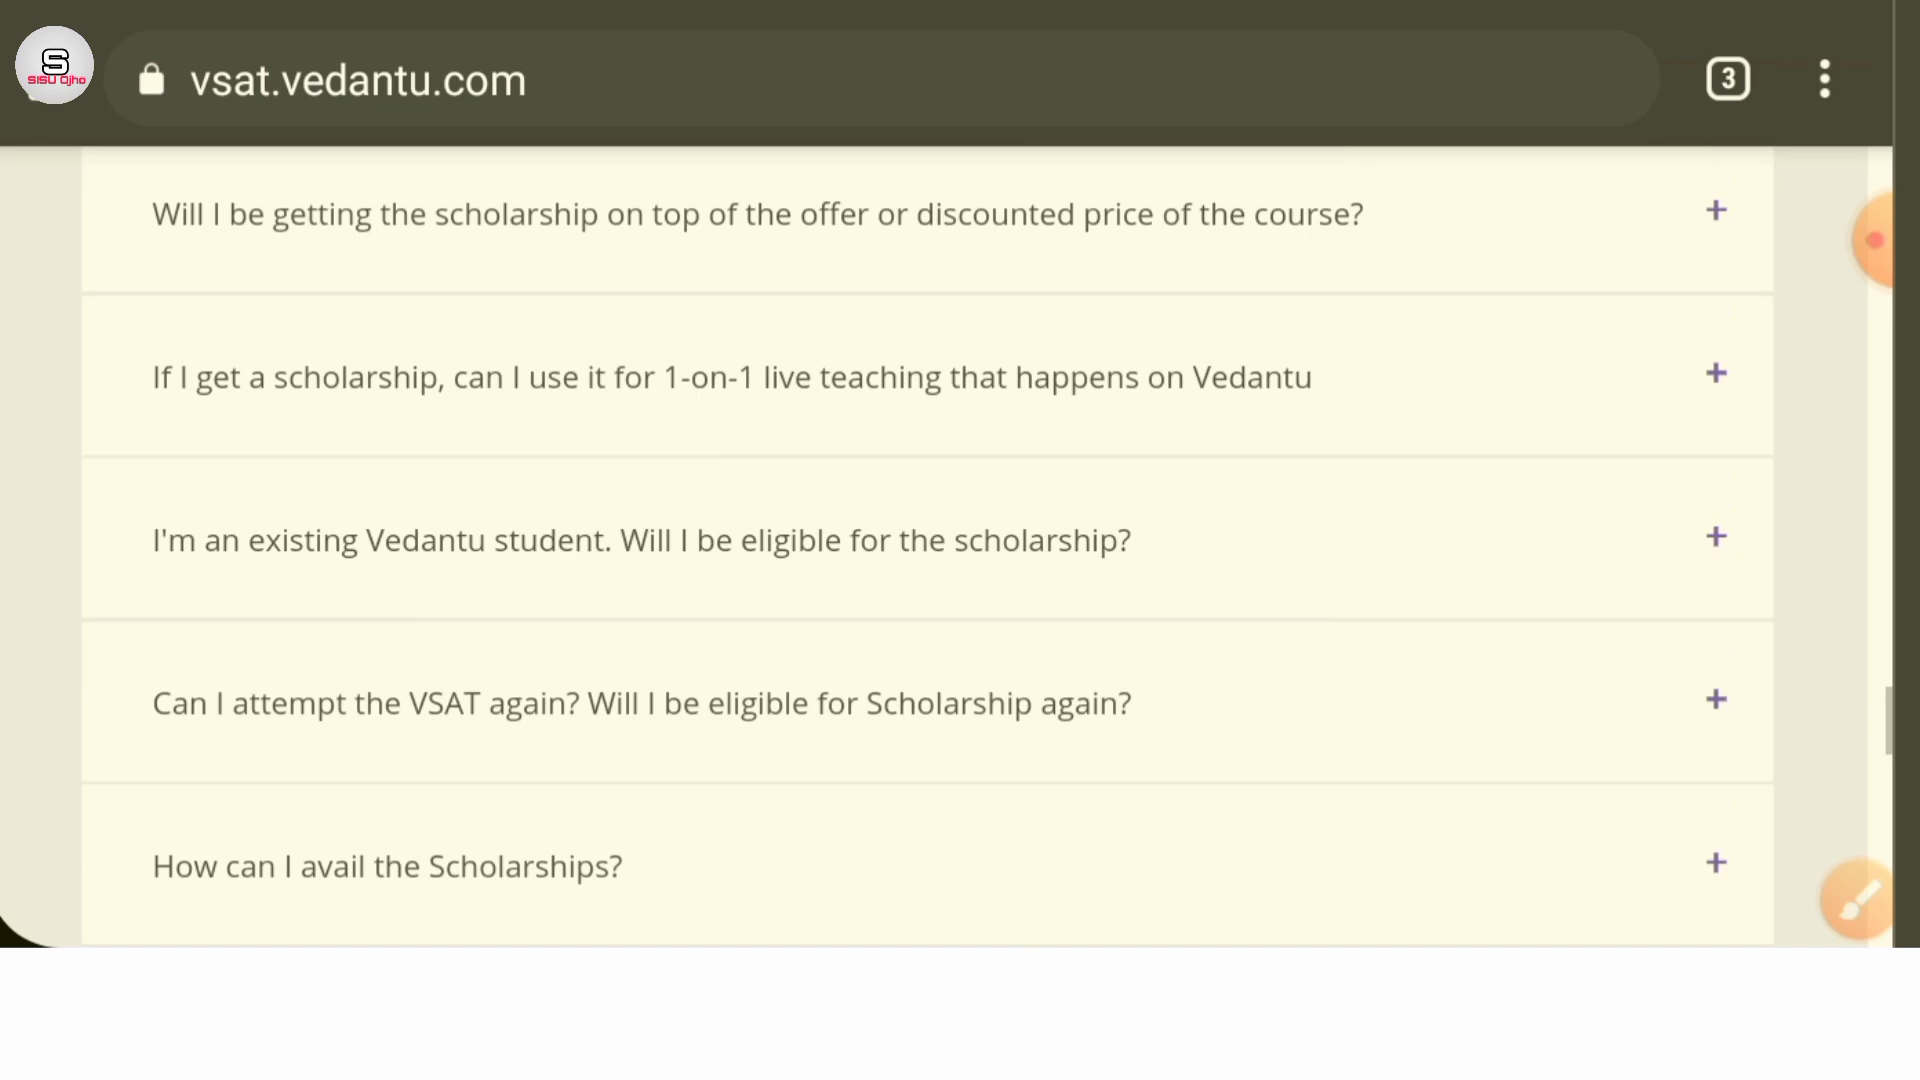 S
SISU Ojha
vsat.vedantu.com
3
Will I be getting the scholarship on top of the offer or discounted price of the course?
+
If I get a scholarship, can I use it for 1-on-1 live teaching that happens on Vedantu
+
I'm an existing Vedantu student. Will I be eligible for the scholarship?
+
Can I attempt the VSAT again? Will I be eligible for Scholarship again?
+
How can I avail the Scholarships?
+